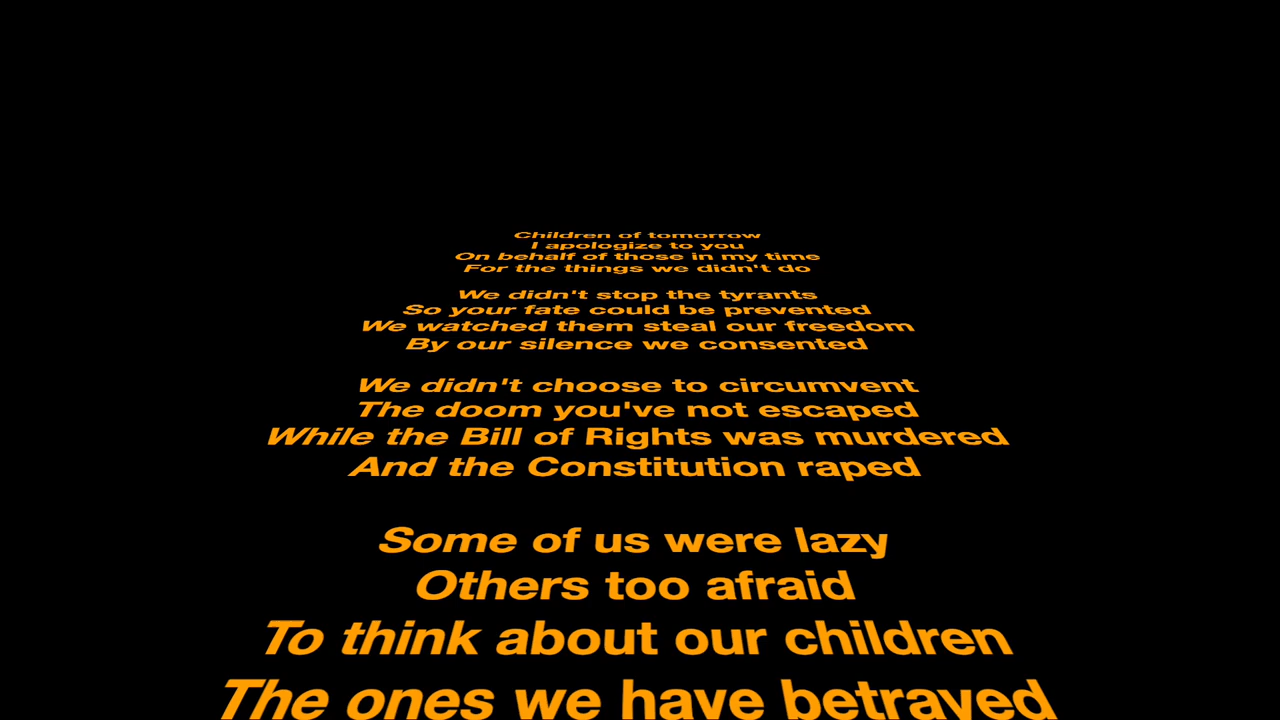 Children of tomorrow
I apologize to you
On behalf of those in my time
For the things we didn't do
We didn't stop the tyrants
So your fate could be prevented
We watched them steal our freedom
By our silence we consented
We didn't choose to circumvent
The doom you've not escaped
While the Bill of Rights was murdered
And the Constitution raped
Some of us were lazy
Others too afraid
To think about our children
The ones we have betrayed